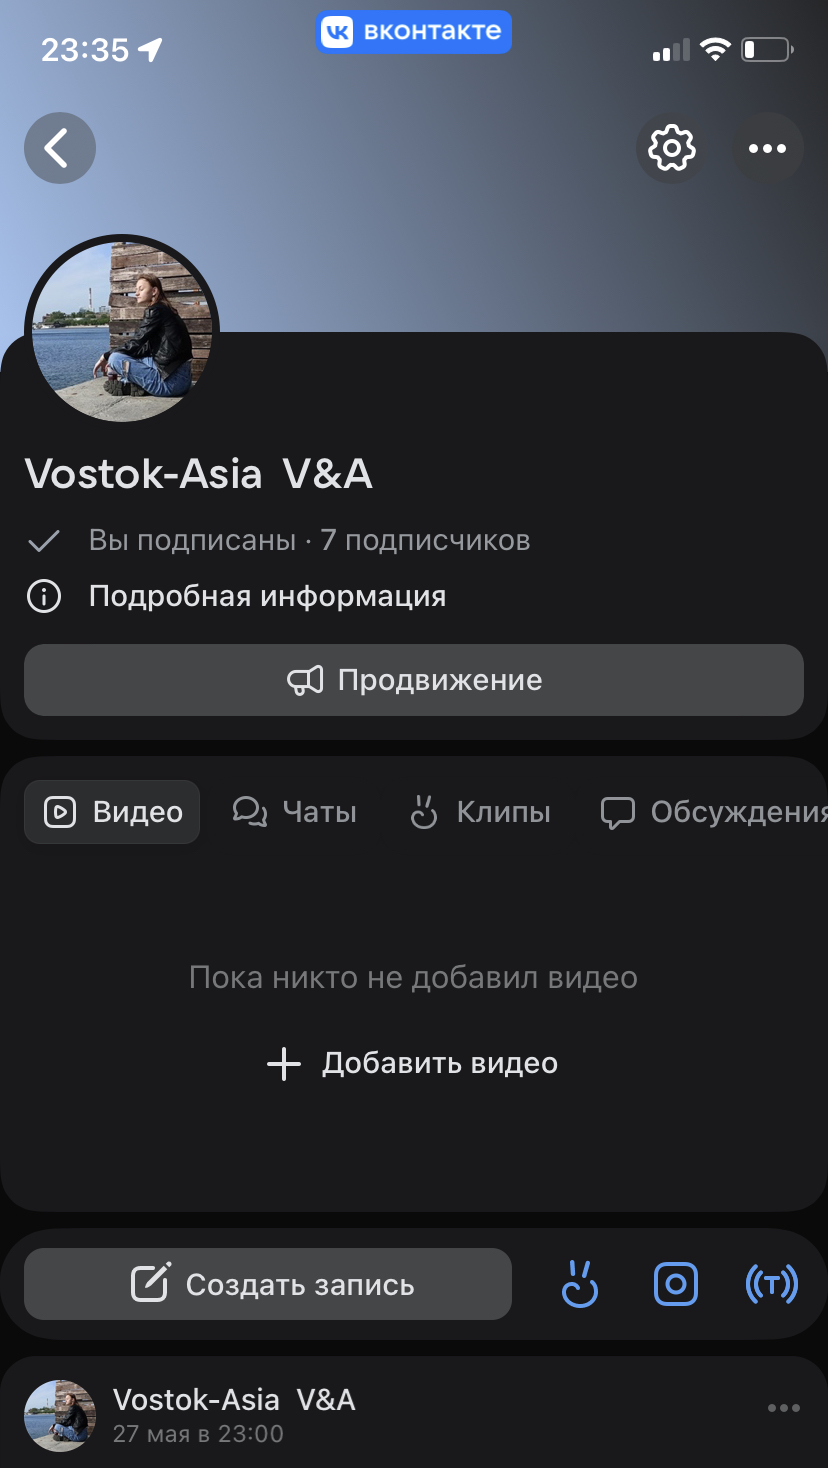 23:35
вконтакте
Vostok-Asia V&A
Вы подписаны · 7 подписчиков
Подробная информация
Продвижение
Видео
Чаты
Клипы
Обсуждения
Пока никто не добавил видео
Добавить видео
Создать запись
Vostok-Asia V&A
27 мая в 23:00